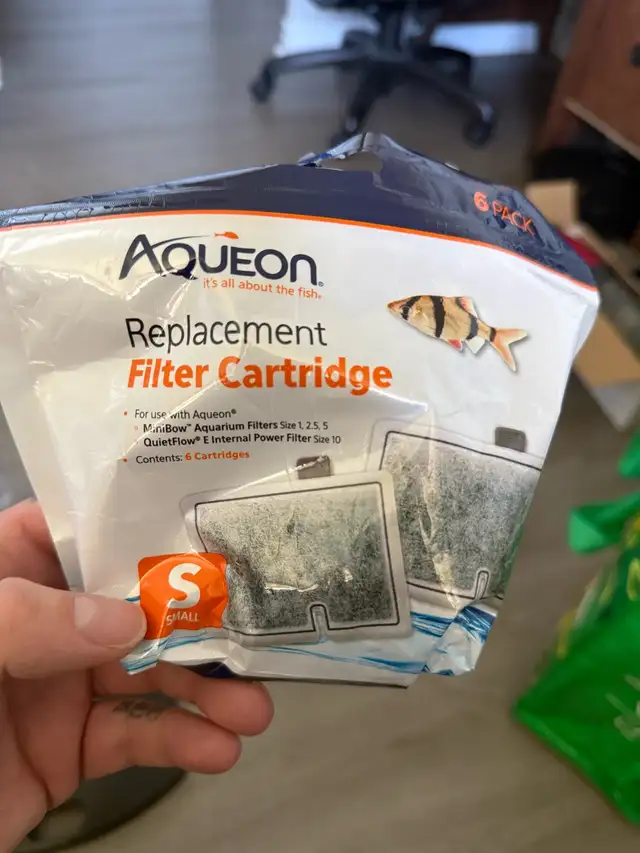 6 PACK
AQUEON®
it's all about the fish®
Replacement
Filter Cartridge
• For use with Aqueon®
○ MiniBow™ Aquarium Filters Size 1, 2.5, 5
QuietFlow® E Internal Power Filter Size 10
• Contents: 6 Cartridges
S
SMALL